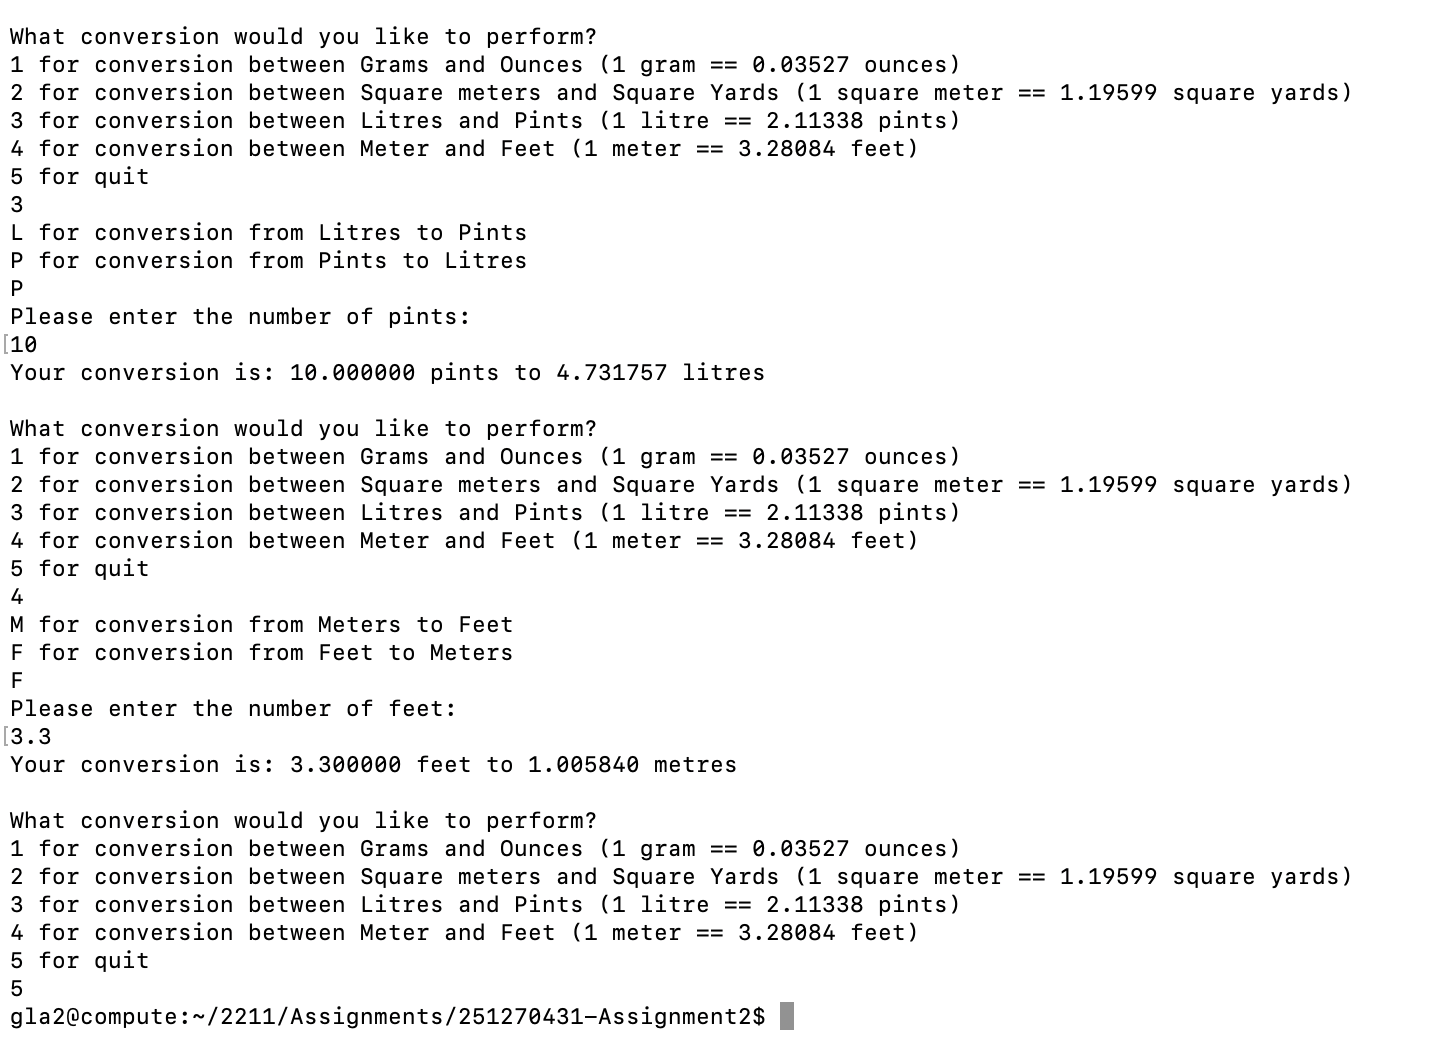 What conversion would you like to perform?
1 for conversion between Grams and Ounces (1 gram == 0.03527 ounces)
2 for conversion between Square meters and Square Yards (1 square meter == 1.19599 square yards)
3 for conversion between Litres and Pints (1 litre == 2.11338 pints)
4 for conversion between Meter and Feet (1 meter == 3.28084 feet)
5 for quit
3
L for conversion from Litres to Pints
P for conversion from Pints to Litres
P
Please enter the number of pints:
[10
Your conversion is: 10.000000 pints to 4.731757 litres

What conversion would you like to perform?
1 for conversion between Grams and Ounces (1 gram == 0.03527 ounces)
2 for conversion between Square meters and Square Yards (1 square meter == 1.19599 square yards)
3 for conversion between Litres and Pints (1 litre == 2.11338 pints)
4 for conversion between Meter and Feet (1 meter == 3.28084 feet)
5 for quit
4
M for conversion from Meters to Feet
F for conversion from Feet to Meters
F
Please enter the number of feet:
[3.3
Your conversion is: 3.300000 feet to 1.005840 metres

What conversion would you like to perform?
1 for conversion between Grams and Ounces (1 gram == 0.03527 ounces)
2 for conversion between Square meters and Square Yards (1 square meter == 1.19599 square yards)
3 for conversion between Litres and Pints (1 litre == 2.11338 pints)
4 for conversion between Meter and Feet (1 meter == 3.28084 feet)
5 for quit
5
gla2@compute:~/2211/Assignments/251270431-Assignment2$